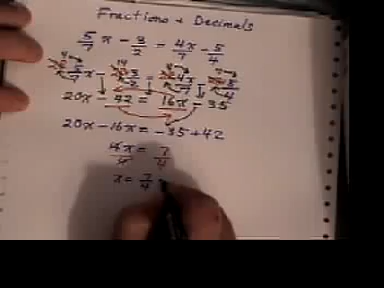 Fractions + Decimals
5/7 x - 3/2 = 4x/7 - 5/4
20x - 42 = 16x - 35
20x - 16x = - 35 + 42
4x/4 = 7/4
x = 7/4